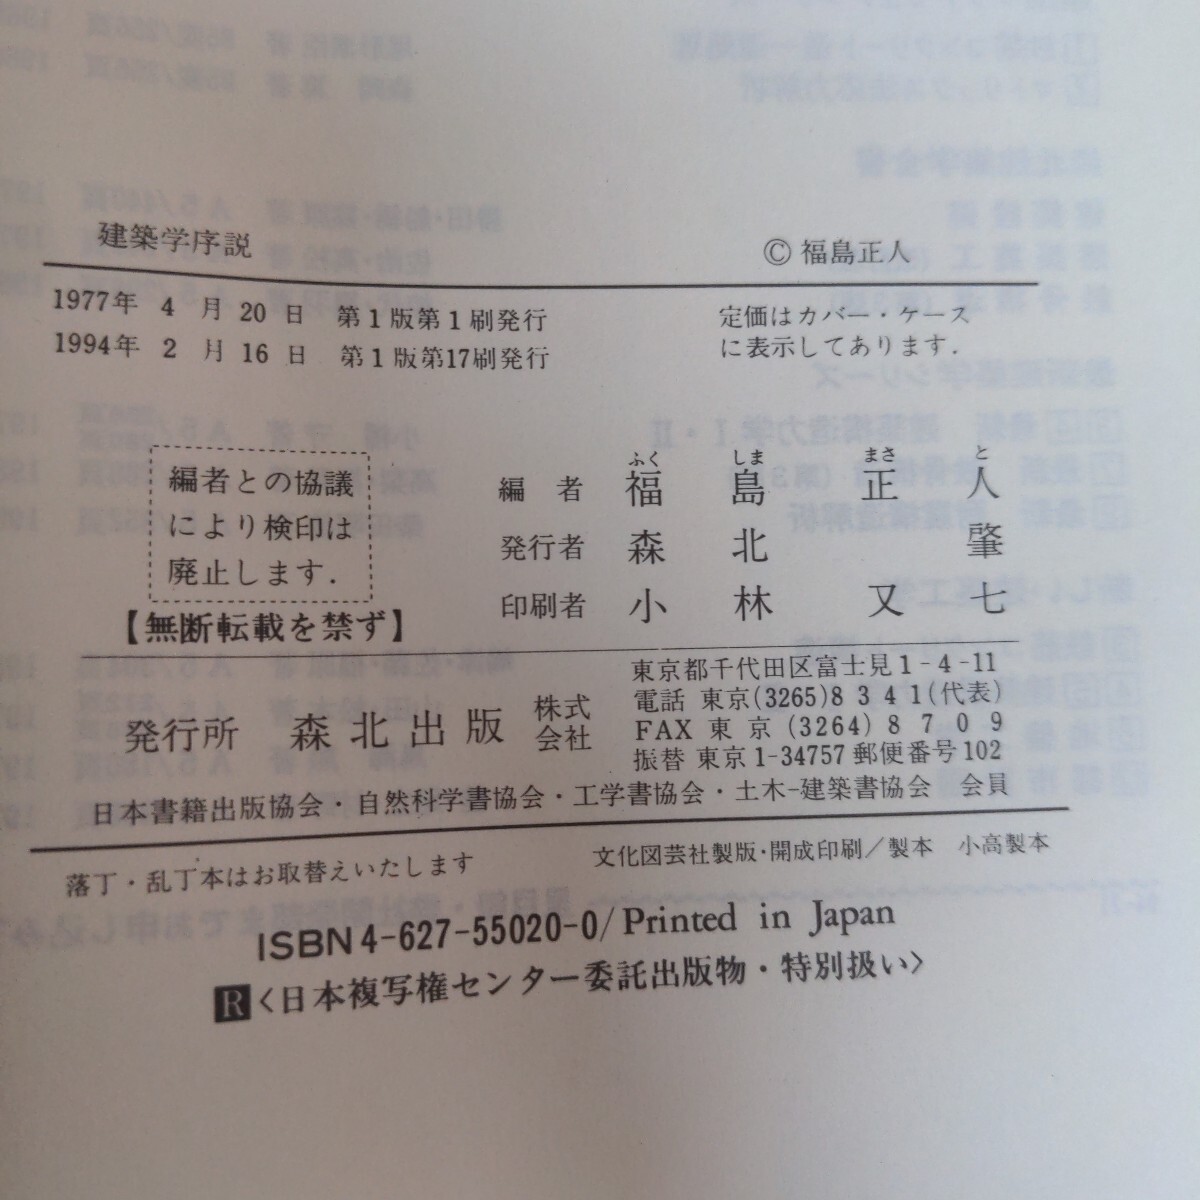 建築学序説
© 福島正人
1977年 4 月 20 日 第1版第1刷発行
1994年 2 月 16 日 第1版第17刷発行
定価はカバー・ケース
に表示してあります.
編者との協議
により検印は
廃止します.
【無断転載を禁ず】
ふく しま まさ と
編者 福島正人
発行者 森北肇
印刷者 小林又七
発行所 森北出版 株式会社
東京都千代田区富士見1-4-11
電話 東京(3265)8341(代表)
FAX 東京(3264)8709
振替 東京1-34757 郵便番号102
日本書籍出版協会・自然科学書協会・工学書協会・土木-建築書協会 会員
落丁・乱丁本はお取替えいたします
文化図芸社製版・開成印刷/製本 小高製本
ISBN4-627-55020-0/Printed in Japan
R〈日本複写権センター委託出版物・特別扱い〉